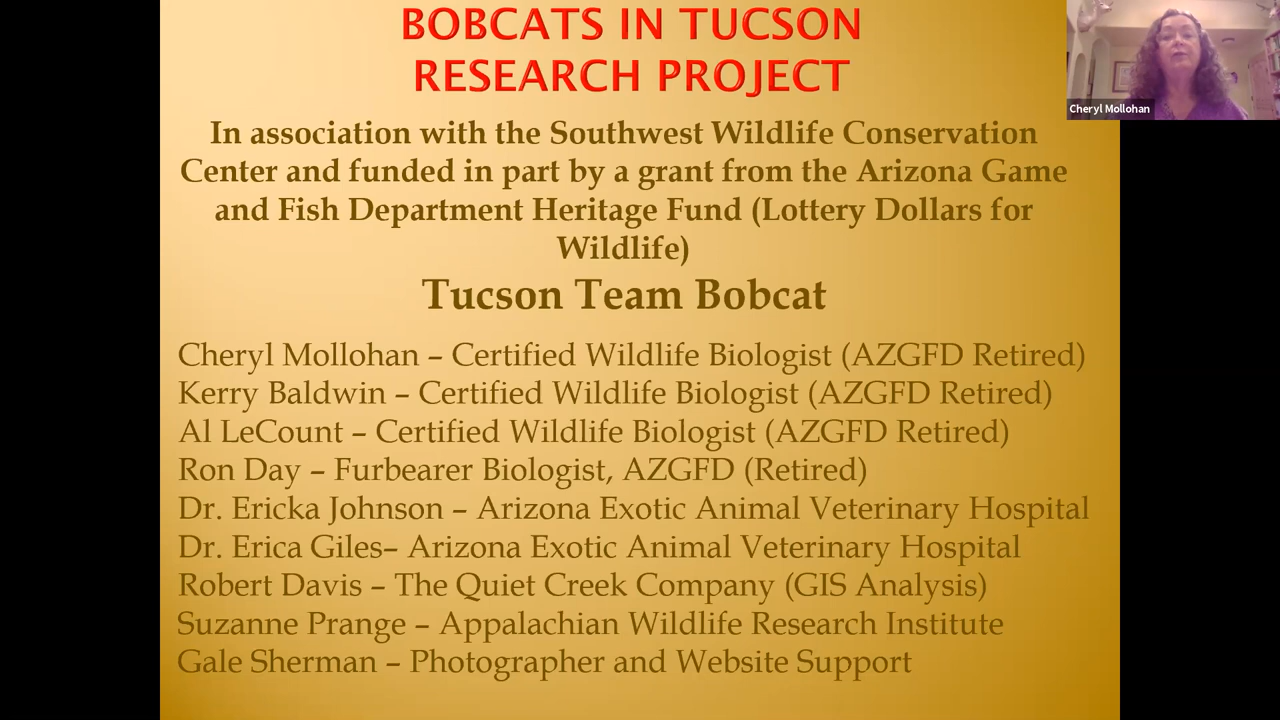 BOBCATS IN TUCSON
RESEARCH PROJECT
Cheryl Mollohan
In association with the Southwest Wildlife Conservation
Center and funded in part by a grant from the Arizona Game
and Fish Department Heritage Fund (Lottery Dollars for
Wildlife)
Tucson Team Bobcat
Cheryl Mollohan – Certified Wildlife Biologist (AZGFD Retired)
Kerry Baldwin – Certified Wildlife Biologist (AZGFD Retired)
Al LeCount – Certified Wildlife Biologist (AZGFD Retired)
Ron Day – Furbearer Biologist, AZGFD (Retired)
Dr. Ericka Johnson – Arizona Exotic Animal Veterinary Hospital
Dr. Erica Giles– Arizona Exotic Animal Veterinary Hospital
Robert Davis – The Quiet Creek Company (GIS Analysis)
Suzanne Prange – Appalachian Wildlife Research Institute
Gale Sherman – Photographer and Website Support